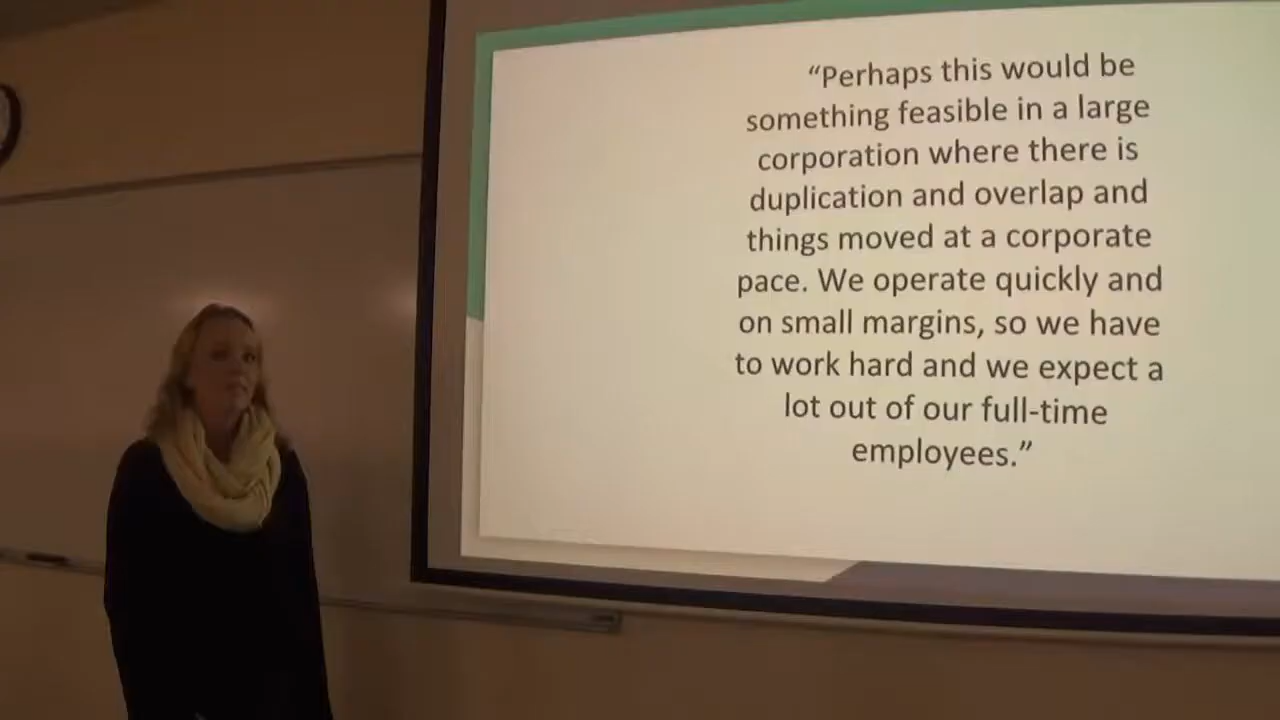 “Perhaps this would be
something feasible in a large
corporation where there is
duplication and overlap and
things moved at a corporate
pace. We operate quickly and
on small margins, so we have
to work hard and we expect a
lot out of our full-time
employees.”